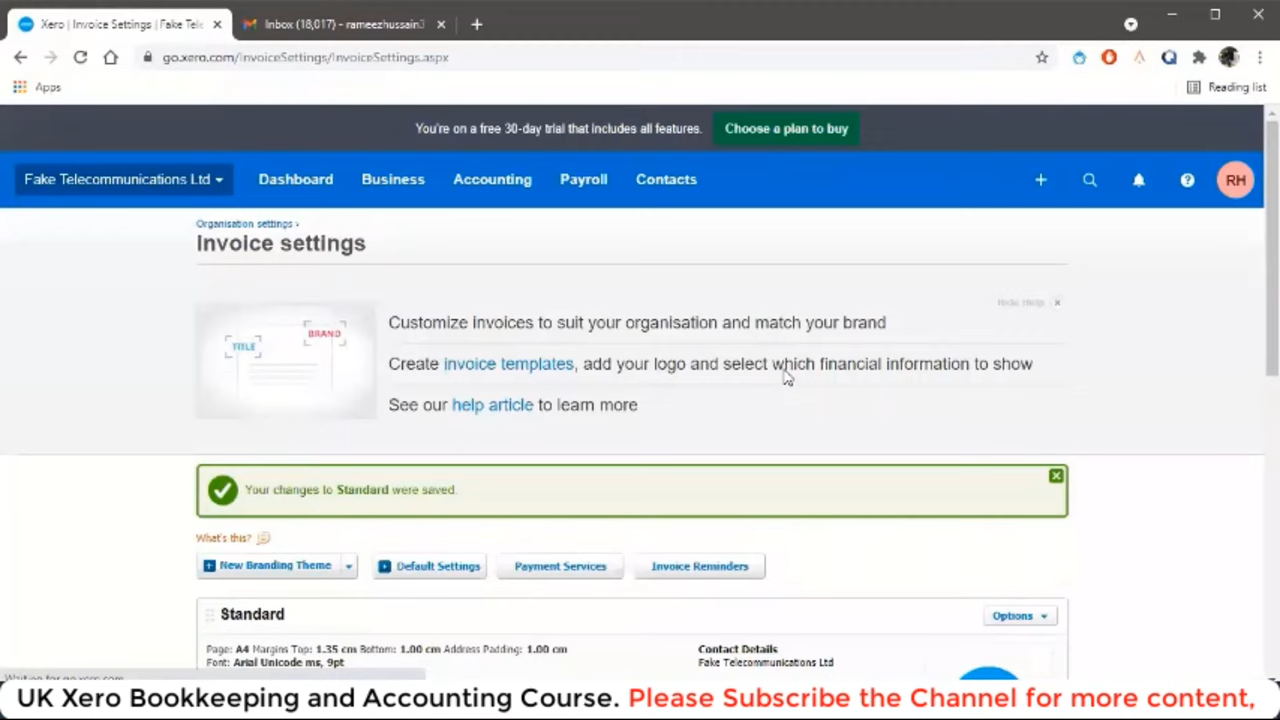 Xero | Invoice Settings | Fake Tele
Inbox (18,017) - rameezhussain3
go.xero.com/InvoiceSettings/InvoiceSettings.aspx
Apps
Reading list
You're on a free 30-day trial that includes all features.
Choose a plan to buy
Fake Telecommunications Ltd
Dashboard
Business
Accounting
Payroll
Contacts
RH
Organisation settings ›
Invoice settings
Hide Help
TITLE
BRAND
Customize Invoices to suit your organisation and match your brand
Create invoice templates, add your logo and select which financial information to show
See our help article to learn more
Your changes to Standard were saved.
What's this?
New Branding Theme
Default Settings
Payment Services
Invoice Reminders
Standard
Options
Page: A4 Margins Top: 1.35 cm Bottom: 1.00 cm Address Padding: 1.00 cm
Font: Arial Unicode ms, 9pt
Contact Details
Fake Telecommunications Ltd
UK Xero Bookkeeping and Accounting Course. Please Subscribe the Channel for more content,